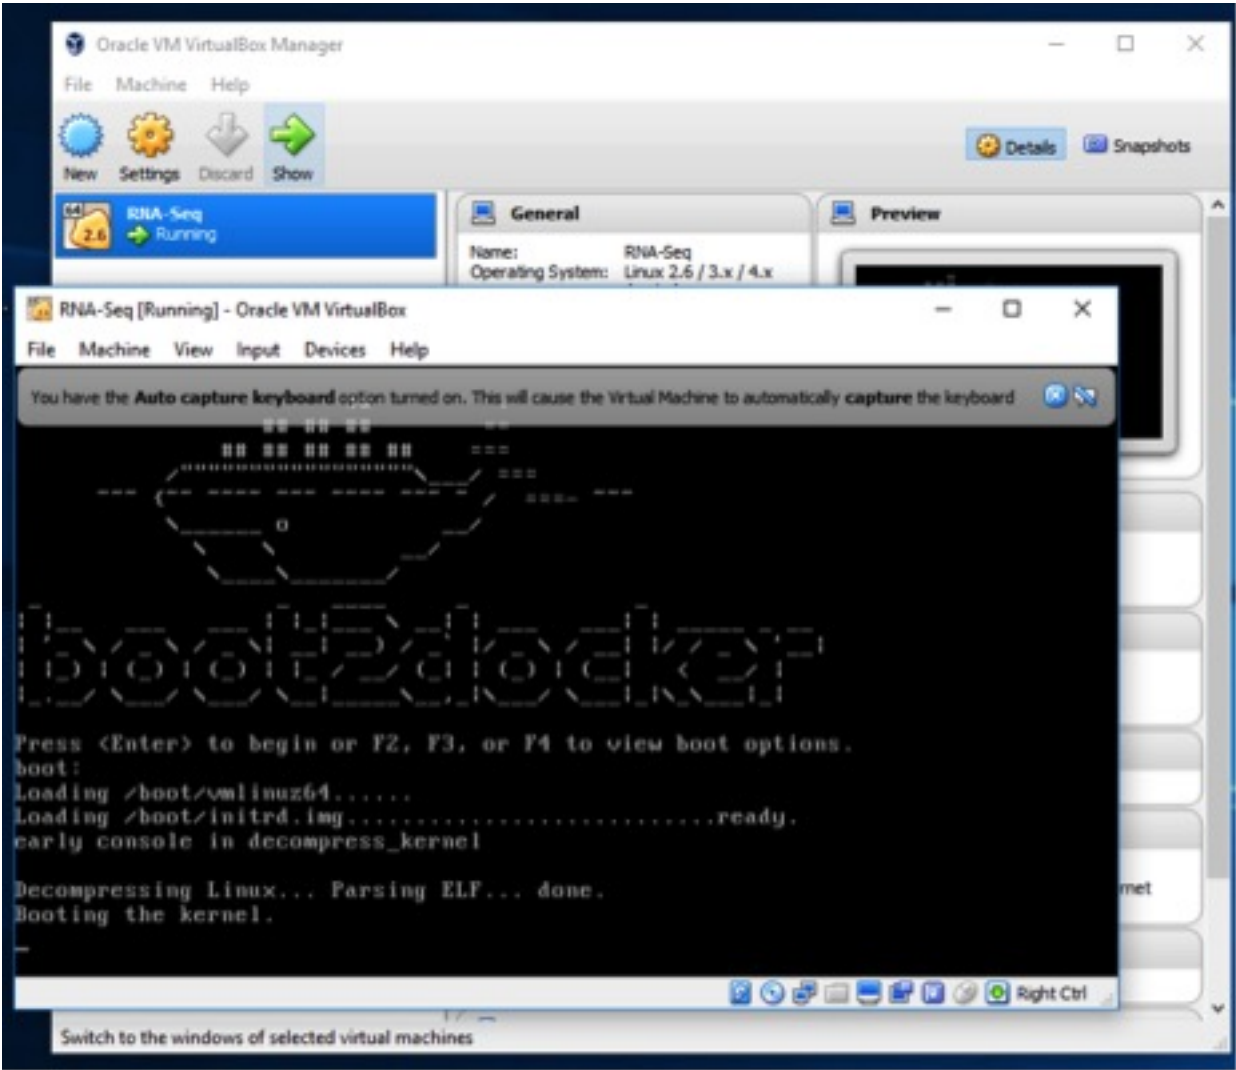 Oracle VM VirtualBox Manager
File Machine Help
New Settings Discard Show
Details Snapshots
64 2.6 RNA-Seq
Running
General
Name: RNA-Seq
Operating System: Linux 2.6 / 3.x / 4.x
Preview
RNA-Seq [Running] - Oracle VM VirtualBox
File Machine View Input Devices Help
You have the Auto capture keyboard option turned on. This will cause the Virtual Machine to automatically capture the keyboard
boot2docker
Press <Enter> to begin or F2, F3, or F4 to view boot options.
boot:
Loading /boot/vmlinuz64......
Loading /boot/initrd.img...........................ready.
early console in decompress_kernel
Decompressing Linux... Parsing ELF... done.
Booting the kernel.
Right Ctrl
Switch to the windows of selected virtual machines